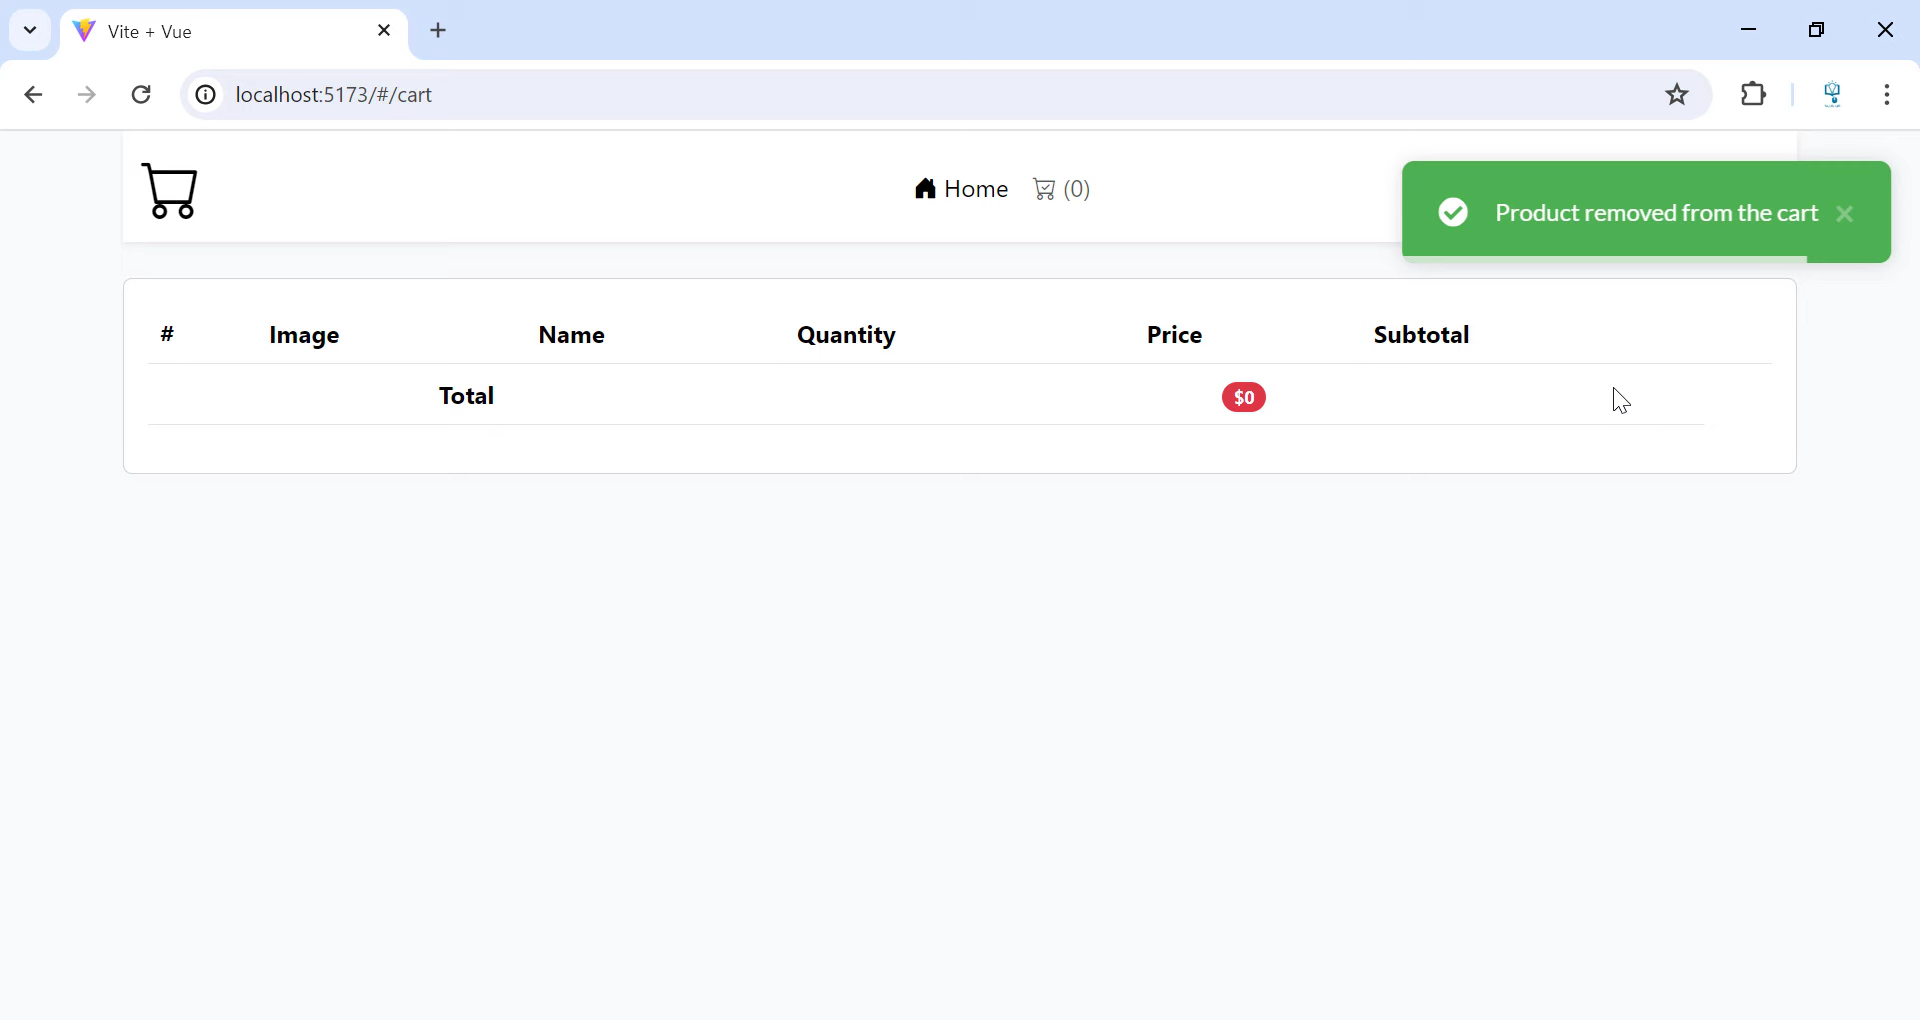 Vite + Vue
localhost:5173/#/cart
Home (0)
Product removed from the cart
# Image Name Quantity Price Subtotal
Total $0